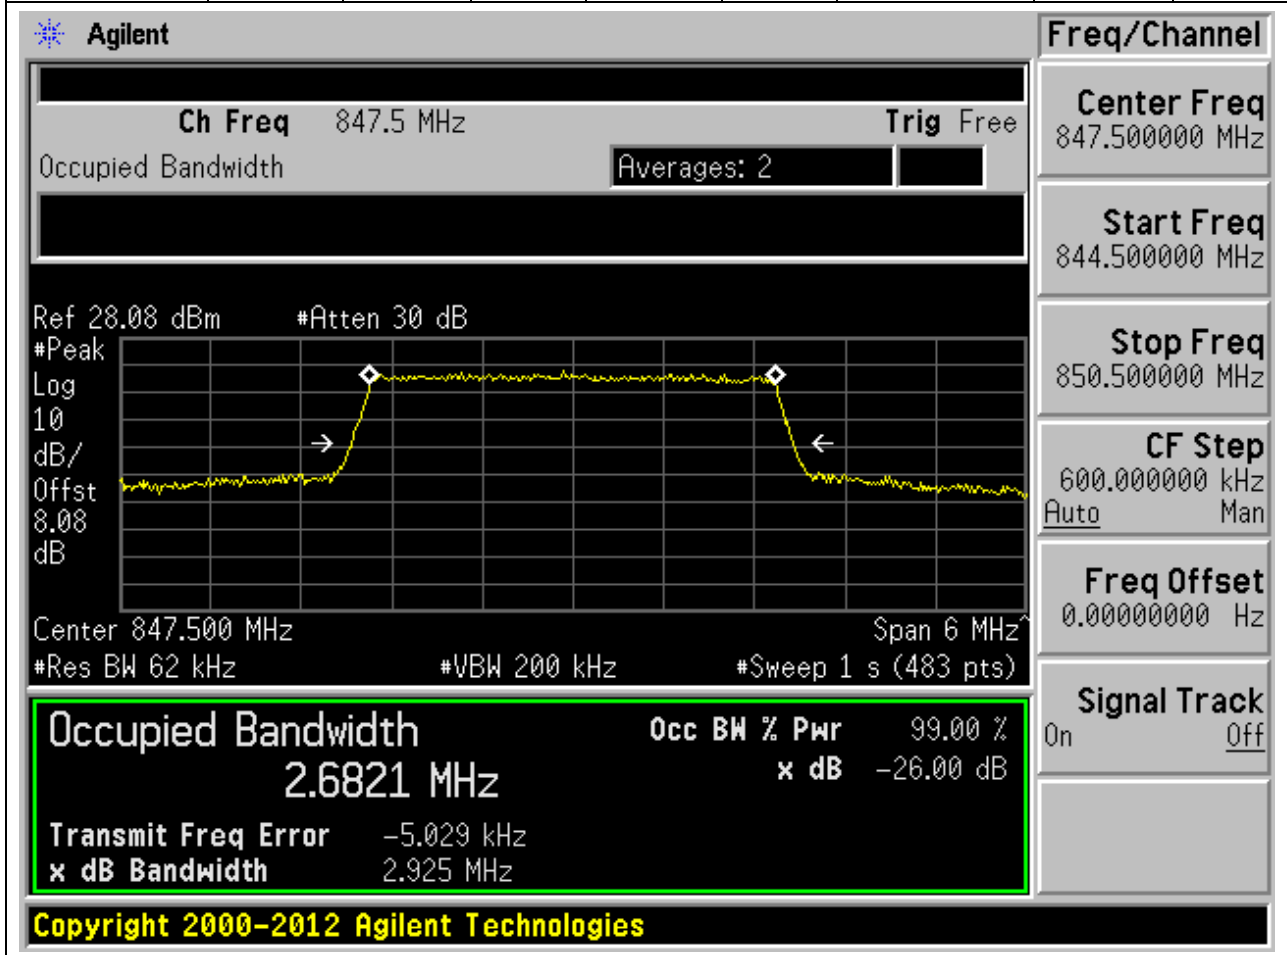 Agilent
Freq/Channel
Ch Freq 847.5 MHz Trig Free
Occupied Bandwidth Averages: 2
Center Freq
847.500000 MHz
Start Freq
844.500000 MHz
Stop Freq
850.500000 MHz
CF Step
600.000000 kHz
Auto Man
Freq Offset
0.00000000 Hz
Signal Track
On Off
Ref 28.08 dBm #Atten 30 dB
#Peak
Log
10
dB/
Offst
8.08
dB
Center 847.500 MHz Span 6 MHz^
#Res BW 62 kHz #VBW 200 kHz #Sweep 1 s (483 pts)
Occupied Bandwidth Occ BW % Pwr 99.00 %
2.6821 MHz x dB -26.00 dB
Transmit Freq Error -5.029 kHz
x dB Bandwidth 2.925 MHz
Copyright 2000-2012 Agilent Technologies